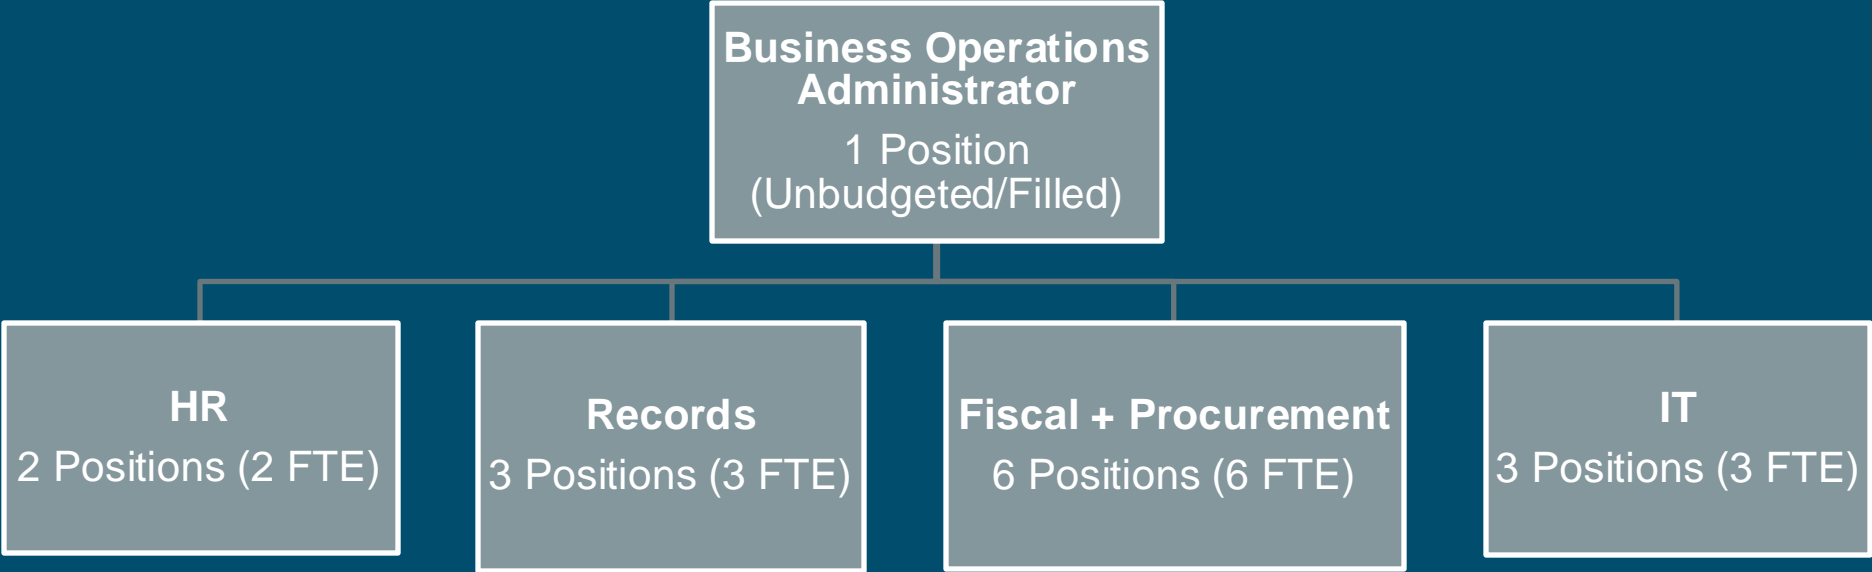 Business Operations
Administrator
1 Position
(Unbudgeted/Filled)
HR
2 Positions (2 FTE)
Records
3 Positions (3 FTE)
Fiscal + Procurement
6 Positions (6 FTE)
IT
3 Positions (3 FTE)